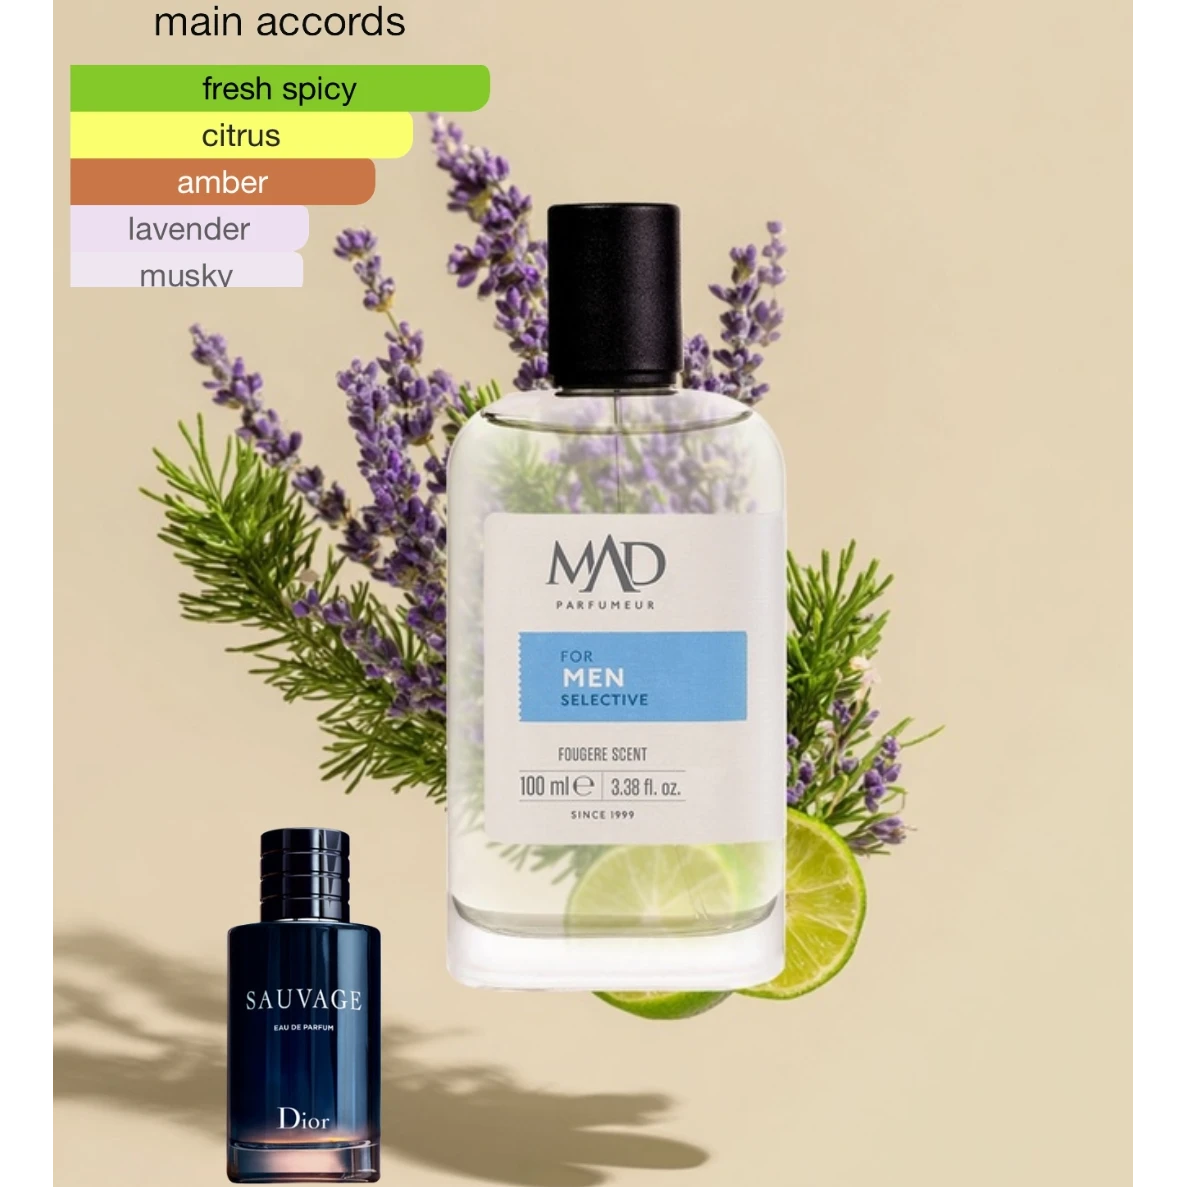 main accords
fresh spicy
citrus
amber
lavender
musky
MAD
PARFUMEUR
FOR
MEN
SELECTIVE
FOUGERE SCENT
100 ml ℮ 3.38 fl. oz.
SINCE 1999
SAUVAGE
EAU DE PARFUM
Dior